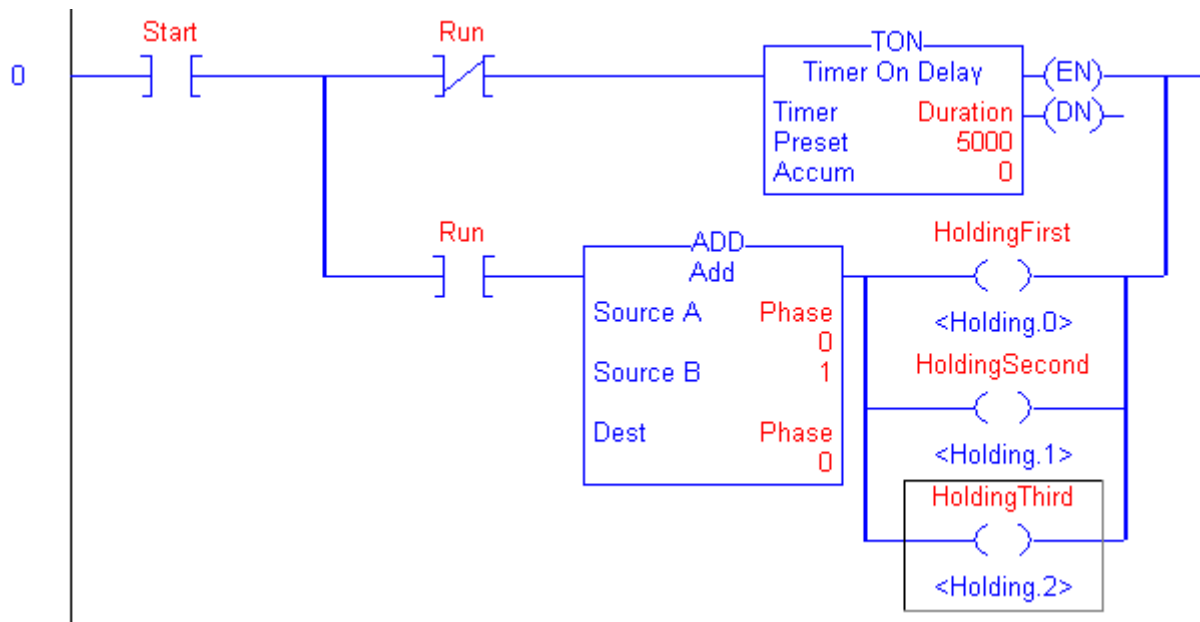 Start
Run
0
TON
Timer On Delay
(EN)
Timer Duration
(DN)
Preset 5000
Accum 0
Run
ADD
Add
HoldingFirst
Source A Phase
0
<Holding.0>
Source B 1
HoldingSecond
Dest Phase
0
<Holding.1>
HoldingThird
<Holding.2>